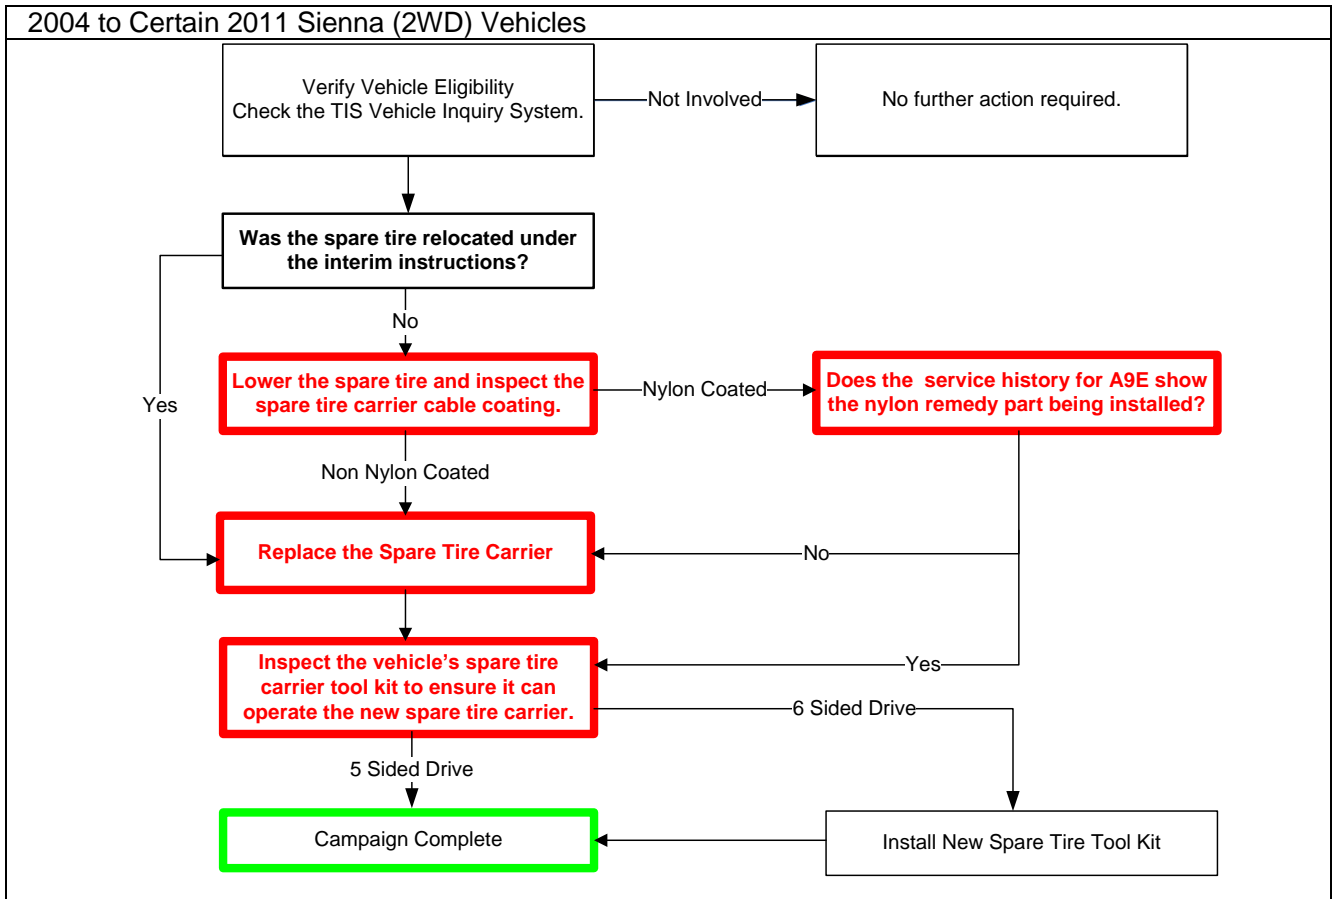 2004 to Certain 2011 Sienna (2WD) Vehicles
Verify Vehicle Eligibility
Check the TIS Vehicle Inquiry System.
Not Involved
No further action required.
Was the spare tire relocated under
the interim instructions?
No
Yes
Lower the spare tire and inspect the
spare tire carrier cable coating.
Nylon Coated
Does the  service history for A9E show
the nylon remedy part being installed?
Non Nylon Coated
Replace the Spare Tire Carrier
No
Inspect the vehicle’s spare tire
carrier tool kit to ensure it can
operate the new spare tire carrier.
Yes
6 Sided Drive
5 Sided Drive
Campaign Complete
Install New Spare Tire Tool Kit